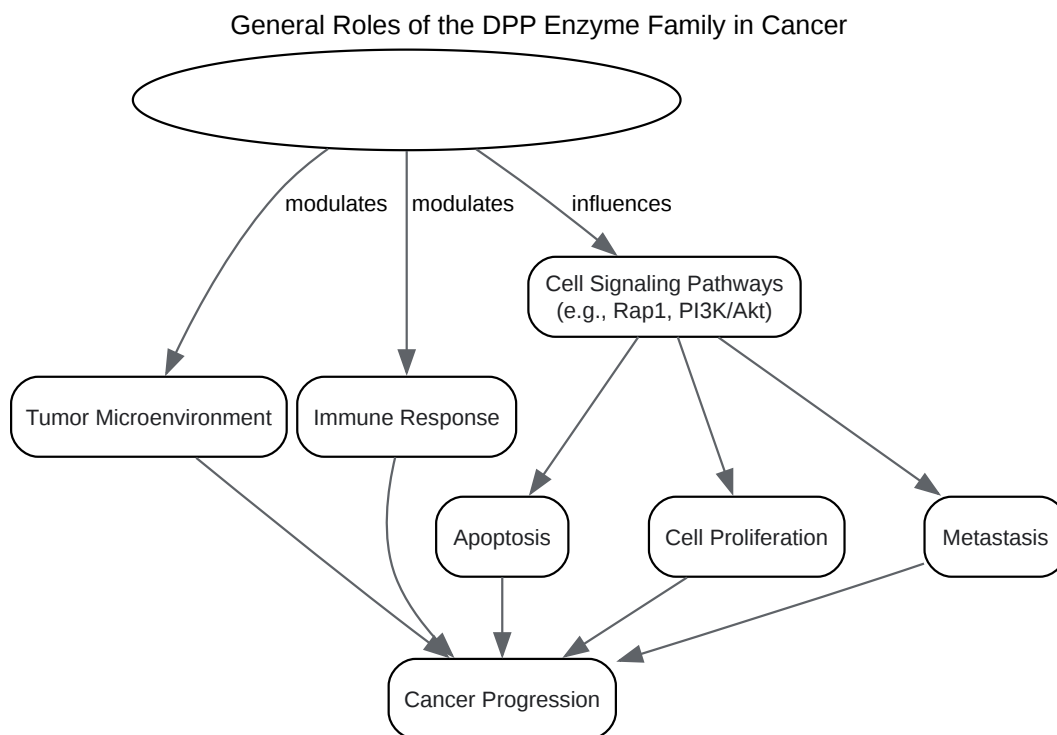 General Roles of the DPP Enzyme Family in Cancer
modulates
modulates
influences
Cell Signaling Pathways
(e.g., Rap1, PI3K/Akt)
Tumor Microenvironment
Immune Response
Apoptosis
Cell Proliferation
Metastasis
Cancer Progression